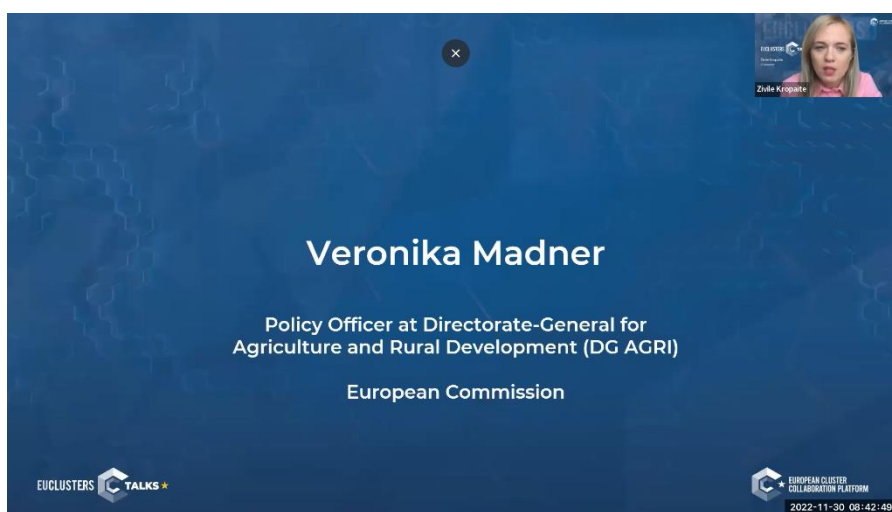 Zivile Kropaite
Veronika Madner
Policy Officer at Directorate-General for
Agriculture and Rural Development (DG AGRI)
European Commission
EUCLUSTERS TALKS
EUROPEAN CLUSTER
COLLABORATION PLATFORM
2022-11-30 08:42:49